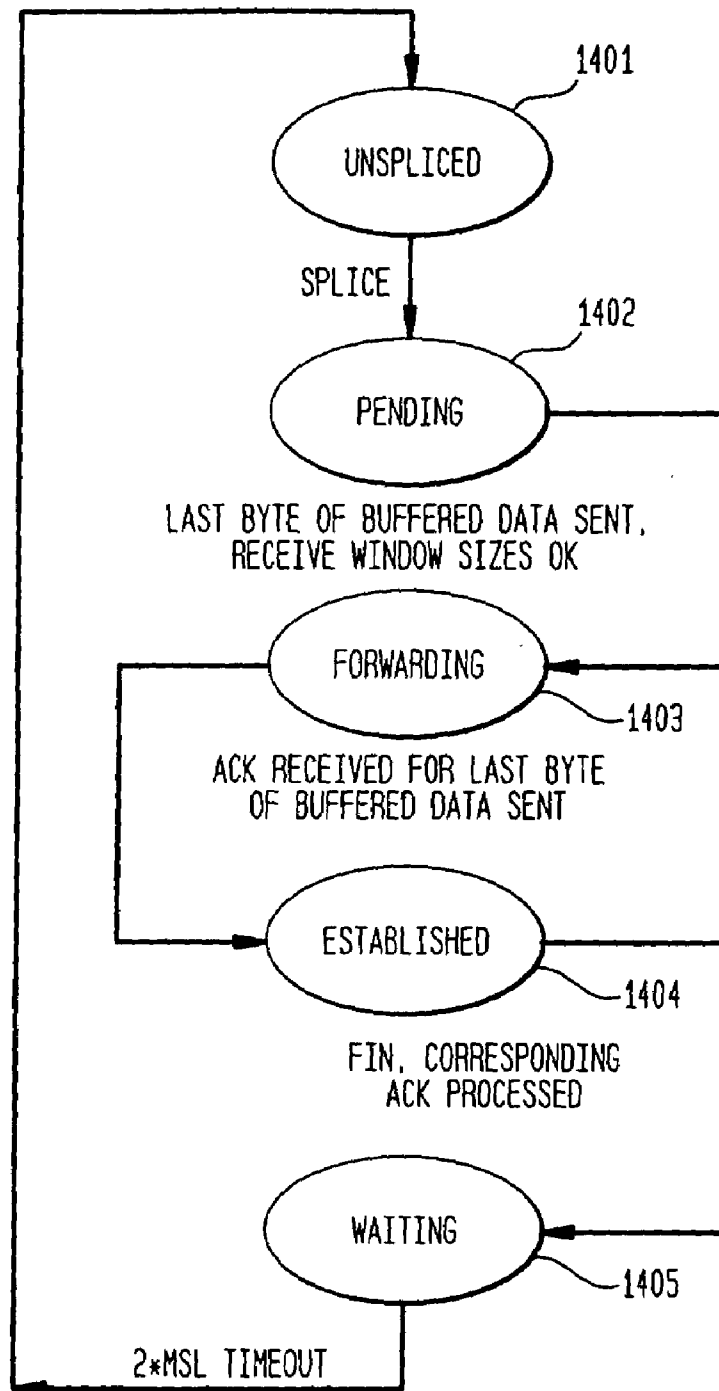 1401
UNSPLICED
SPLICE
1402
PENDING
LAST BYTE OF BUFFERED DATA SENT,
RECEIVE WINDOW SIZES OK
FORWARDING
1403
ACK RECEIVED FOR LAST BYTE
OF BUFFERED DATA SENT
ESTABLISHED
1404
FIN, CORRESPONDING
ACK PROCESSED
WAITING
1405
2*MSL TIMEOUT